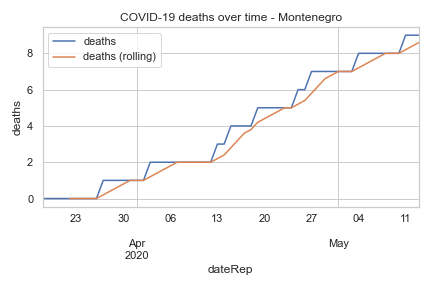 COVID-19 deaths over time - Montenegro
deaths
deaths (rolling)
deaths
8
6
4
2
0
23 30 06 13 20 27 04 11
Apr May
2020
dateRep